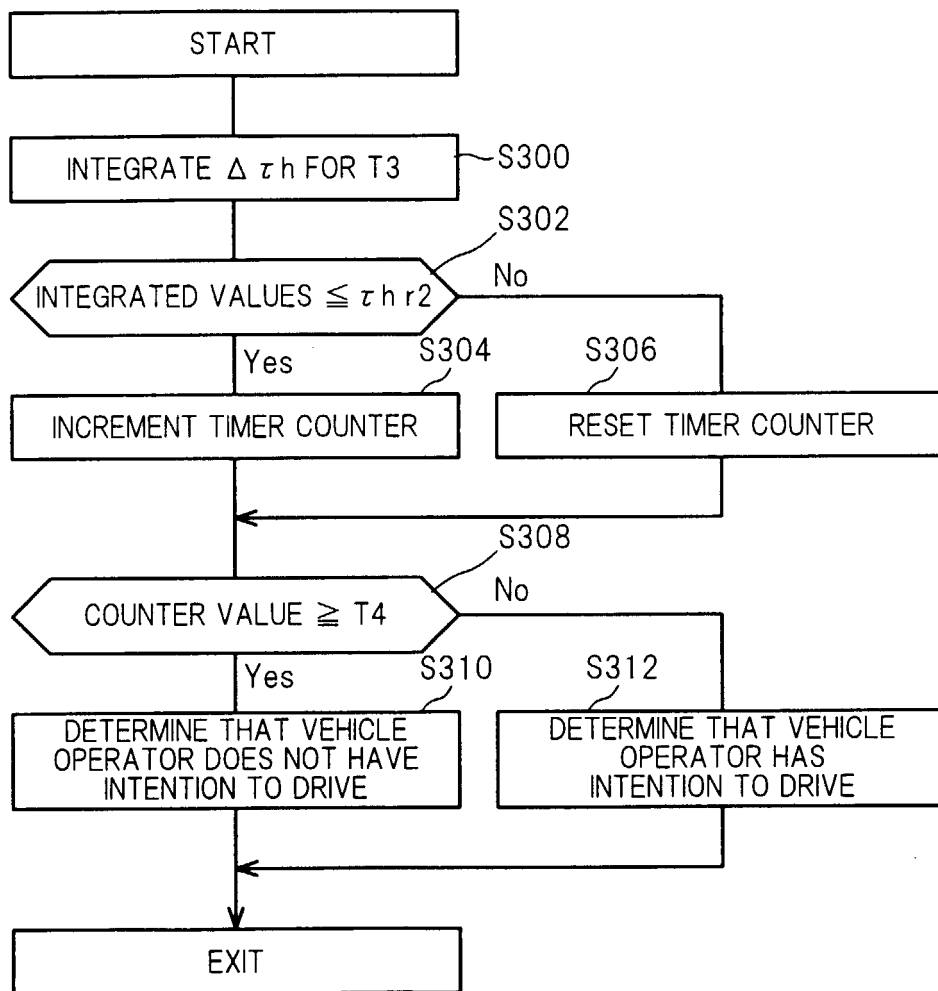 START
INTEGRATE Δ τh FOR T3
S300
S302
INTEGRATED VALUES ≦ τh r2
No
Yes
S304
S306
INCREMENT TIMER COUNTER
RESET TIMER COUNTER
S308
COUNTER VALUE ≧ T4
No
Yes
S310
S312
DETERMINE THAT VEHICLE
OPERATOR DOES NOT HAVE
INTENTION TO DRIVE
DETERMINE THAT VEHICLE
OPERATOR HAS
INTENTION TO DRIVE
EXIT